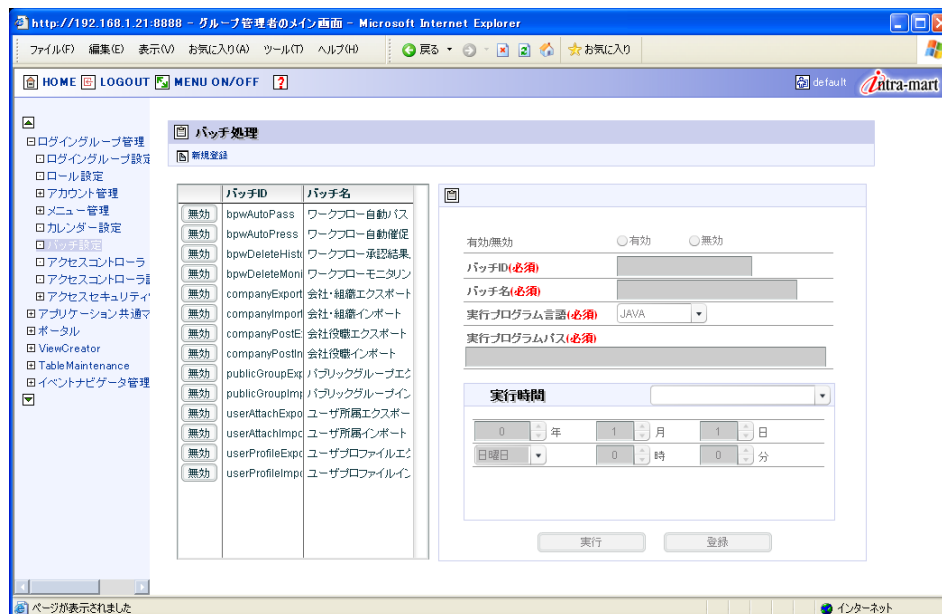 http://192.168.1.21:8888 - グループ管理者のメイン画面 - Microsoft Internet Explorer
ファイル(F) 編集(E) 表示(V) お気に入り(A) ツール(T) ヘルプ(H) 戻る お気に入り
HOME LOGOUT MENU ON/OFF ? default intra-mart
ログイングループ管理
ログイングループ設定
ロール設定
アカウント管理
メニュー管理
カレンダー設定
バッチ設定
アクセスコントローラ
アクセスコントローラ
アクセスセキュリティ
アプリケーション共通マ
ポータル
ViewCreator
TableMaintenance
イベントナビゲータ管理
バッチ処理
新規登録
バッチID バッチ名
無効 bpwAutoPass ワークフロー自動パス
無効 bpwAutoPress ワークフロー自動催促
無効 bpwDeleteHist ワークフロー承認結果
無効 bpwDeleteMoni ワークフローモニタリン
無効 companyExport 会社・組織エクスポート
無効 companyImport 会社・組織インポート
無効 companyPostE 会社役職エクスポート
無効 companyPostIn 会社役職インポート
無効 publicGroupExp パブリックグループエク
無効 publicGroupImp パブリックグループイン
無効 userAttachExpo ユーザ所属エクスポー
無効 userAttachImpo ユーザ所属インポート
無効 userProfileExpo ユーザプロファイルエク
無効 userProfileImpo ユーザプロファイルイン
有効/無効 有効 無効
バッチID(必須)
バッチ名(必須)
実行プログラム言語(必須) JAVA
実行プログラムパス(必須)
実行時間
0 年 1 月 1 日
日曜日 0 時 0 分
実行 登録
ページが表示されました インターネット